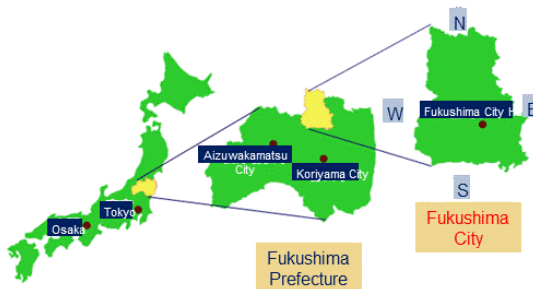 N
W
E
S
Fukushima City H
Aizuwakamatsu
City
Koriyama City
Tokyo
Osaka
Fukushima
City
Fukushima
Prefecture